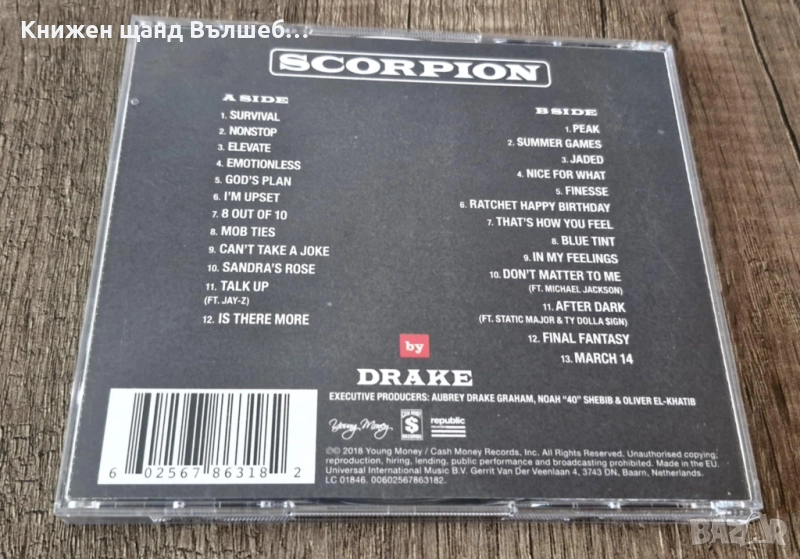 Книжен щанд Вълшеб...
SCORPION
A SIDE
1. SURVIVAL
2. NONSTOP
3. ELEVATE
4. EMOTIONLESS
5. GOD'S PLAN
6. I'M UPSET
7. 8 OUT OF 10
8. MOB TIES
9. CAN'T TAKE A JOKE
10. SANDRA'S ROSE
11. TALK UP
(FT. JAY-Z)
12. IS THERE MORE
B SIDE
1. PEAK
2. SUMMER GAMES
3. JADED
4. NICE FOR WHAT
5. FINESSE
6. RATCHET HAPPY BIRTHDAY
7. THAT'S HOW YOU FEEL
8. BLUE TINT
9. IN MY FEELINGS
10. DON'T MATTER TO ME
(FT. MICHAEL JACKSON)
11. AFTER DARK
(FT. STATIC MAJOR & TY DOLLA $IGN)
12. FINAL FANTASY
13. MARCH 14
by
DRAKE
EXECUTIVE PRODUCERS: AUBREY DRAKE GRAHAM, NOAH "40" SHEBIB & OLIVER EL-KHATIB
Young Money
CASH MONEY
RECORDS
republic
6 02567 86318 2
℗© 2018 Young Money / Cash Money Records, Inc. All Rights Reserved. Unauthorised copying,
reproduction, hiring, lending, public performance and broadcasting prohibited. Made in the EU.
Universal International Music B.V. Gerrit Van Der Veenlaan 4, 3743 DN, Baarn, Netherlands.
LC 01846. 00602567863182.
BAZAR